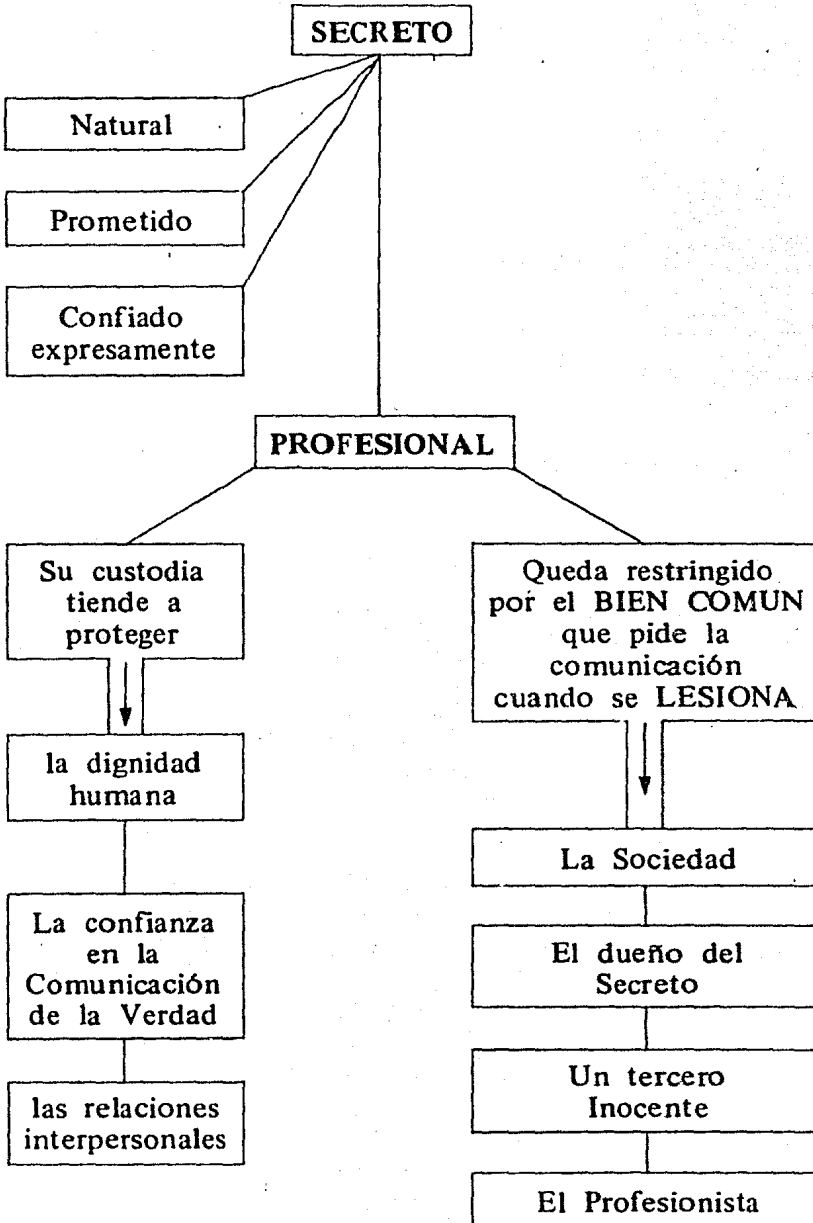 SECRETO
Natural
Prometido
Confiado
expresamente
PROFESIONAL
Su custodia
tiende a
proteger
la dignidad
humana
La confianza
en la
Comunicación
de la Verdad
las relaciones
interpersonales
Queda restringido
por el BIEN COMUN
que pide la
comunicación
cuando se LESIONA
La Sociedad
El dueño del
Secreto
Un tercero
Inocente
El Profesionista